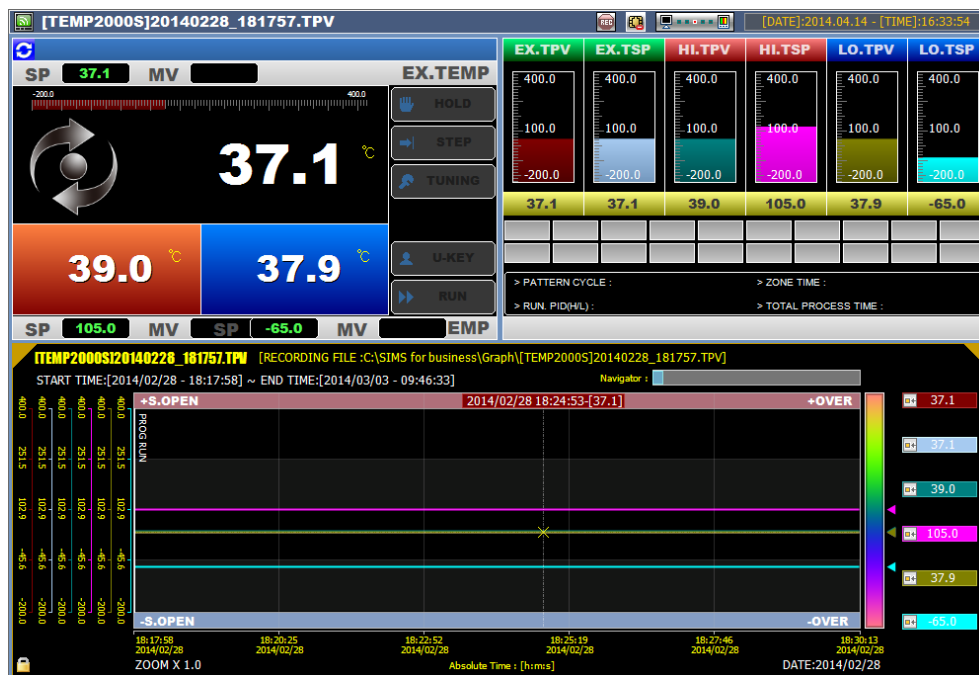 [TEMP2000S]20140228_181757.TPV
REC
[DATE]:2014.04.14 - [TIME]:16:33:54
SP 37.1 MV EX.TEMP
-200.0 400.0
37.1 ℃
HOLD
STEP
TUNING
U-KEY
RUN
39.0 ℃ 37.9 ℃
SP 105.0 MV SP -65.0 MV EMP
EX.TPV EX.TSP HI.TPV HI.TSP LO.TPV LO.TSP
400.0 400.0 400.0 400.0 400.0 400.0
100.0 100.0 100.0 100.0 100.0 100.0
-200.0 -200.0 -200.0 -200.0 -200.0 -200.0
37.1 37.1 39.0 105.0 37.9 -65.0
> PATTERN CYCLE : > ZONE TIME :
> RUN. PID(H/L) : > TOTAL PROCESS TIME :
[TEMP2000S]20140228_181757.TPV [RECORDING FILE :C:\SIMS for business\Graph\[TEMP2000S]20140228_181757.TPV]
START TIME:[2014/02/28 - 18:17:58] ~ END TIME:[2014/03/03 - 09:46:33] Navigator :
400.0 400.0 400.0 400.0 400.0 400.0
251.5 251.5 251.5 251.5 251.5 251.5
102.9 102.9 102.9 102.9 102.9 102.9
-45.6 -45.6 -45.6 -45.6 -45.6 -45.6
-200.0 -200.0 -200.0 -200.0 -200.0 -200.0
+S.OPEN 2014/02/28 18:24:53-[37.1] +OVER
PROG RUN
-S.OPEN -OVER
37.1
37.1
39.0
105.0
37.9
-65.0
18:17:58 18:20:25 18:22:52 18:25:19 18:27:46 18:30:13
2014/02/28 2014/02/28 2014/02/28 2014/02/28 2014/02/28 2014/02/28
ZOOM X 1.0 Absolute Time : [h:m:s] DATE:2014/02/28